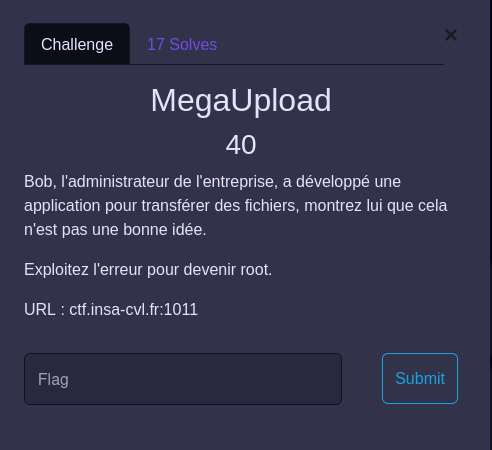 Challenge
17 Solves
×
MegaUpload
40
Bob, l'administrateur de l'entreprise, a développé une
application pour transférer des fichiers, montrez lui que cela
n'est pas une bonne idée.
Exploitez l'erreur pour devenir root.
URL : ctf.insa-cvl.fr:1011
Flag
Submit